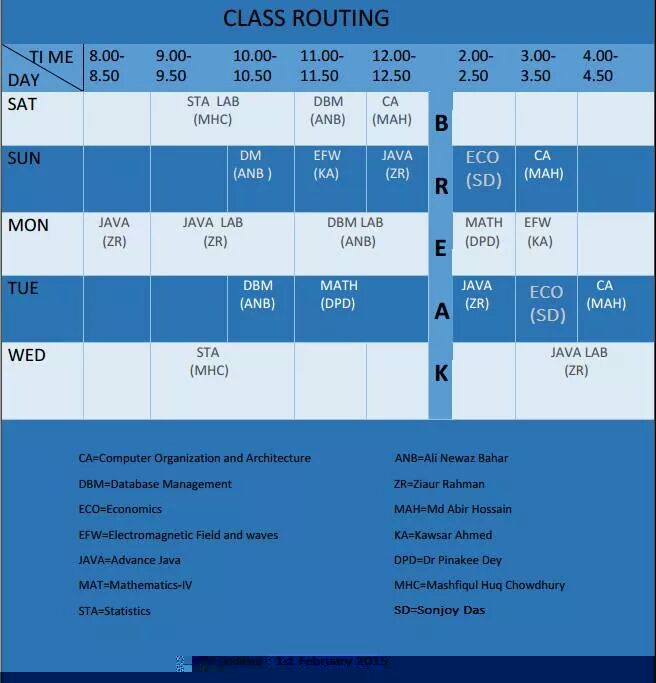 CLASS ROUTING
TI ME
DAY
8.00-
8.50
9.00-
9.50
10.00-
10.50
11.00-
11.50
12.00-
12.50
2.00-
2.50
3.00-
3.50
4.00-
4.50
SAT
STA LAB
(MHC)
DBM
(ANB)
CA
(MAH)
B
SUN
DM
(ANB )
EFW
(KA)
JAVA
(ZR)
R
ECO
(SD)
CA
(MAH)
MON
JAVA
(ZR)
JAVA LAB
(ZR)
DBM LAB
(ANB)
E
MATH
(DPD)
EFW
(KA)
TUE
DBM
(ANB)
MATH
(DPD)
A
JAVA
(ZR)
ECO
(SD)
CA
(MAH)
WED
STA
(MHC)
K
JAVA LAB
(ZR)
CA=Computer Organization and Architecture
DBM=Database Management
ECO=Economics
EFW=Electromagnetic Field and waves
JAVA=Advance Java
MAT=Mathematics-IV
STA=Statistics
ANB=Ali Newaz Bahar
ZR=Ziaur Rahman
MAH=Md Abir Hossain
KA=Kawsar Ahmed
DPD=Dr Pinakee Dey
MHC=Mashfiqul Huq Chowdhury
SD=Sonjoy Das
: 1st February 2015